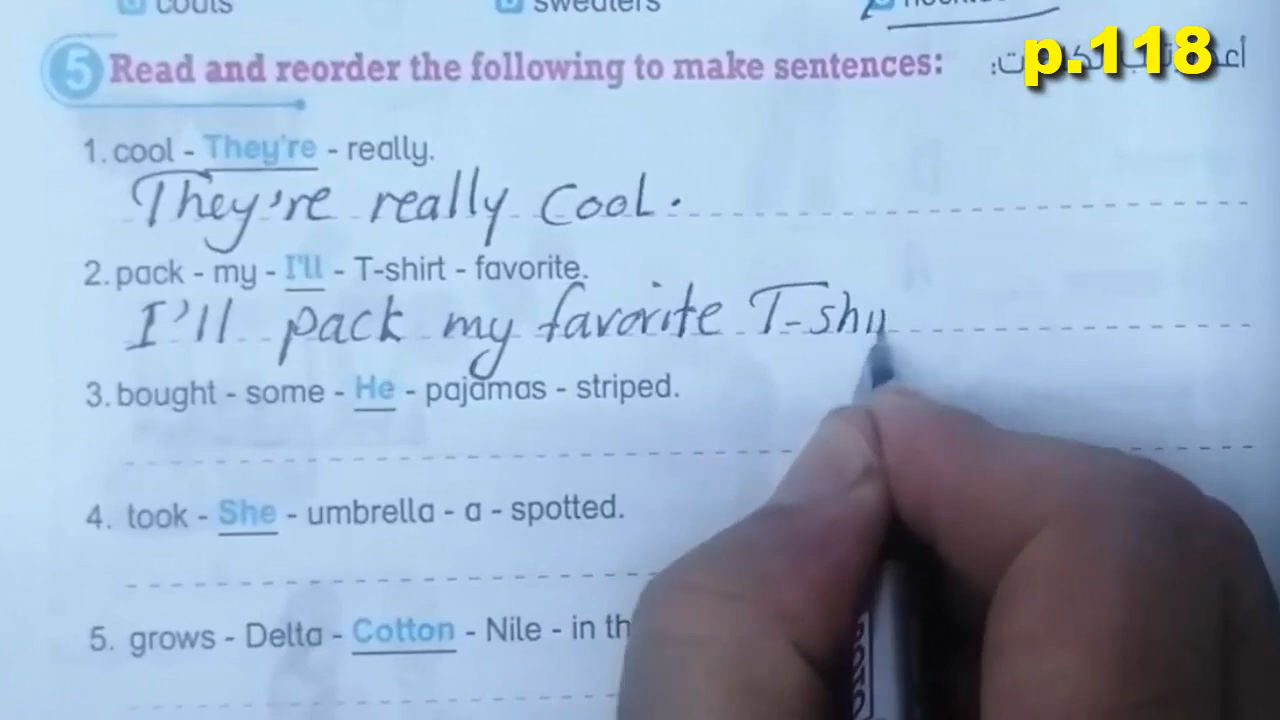 coats
sweaters
5 Read and reorder the following to make sentences:
p.118
1. cool - They're - really.
They're really cool.
2. pack - my - I'll - T-shirt - favorite.
I'll pack my favorite T-shi
3. bought - some - He - pajamas - striped.
4. took - She - umbrella - a - spotted.
5. grows - Delta - Cotton - Nile - in th